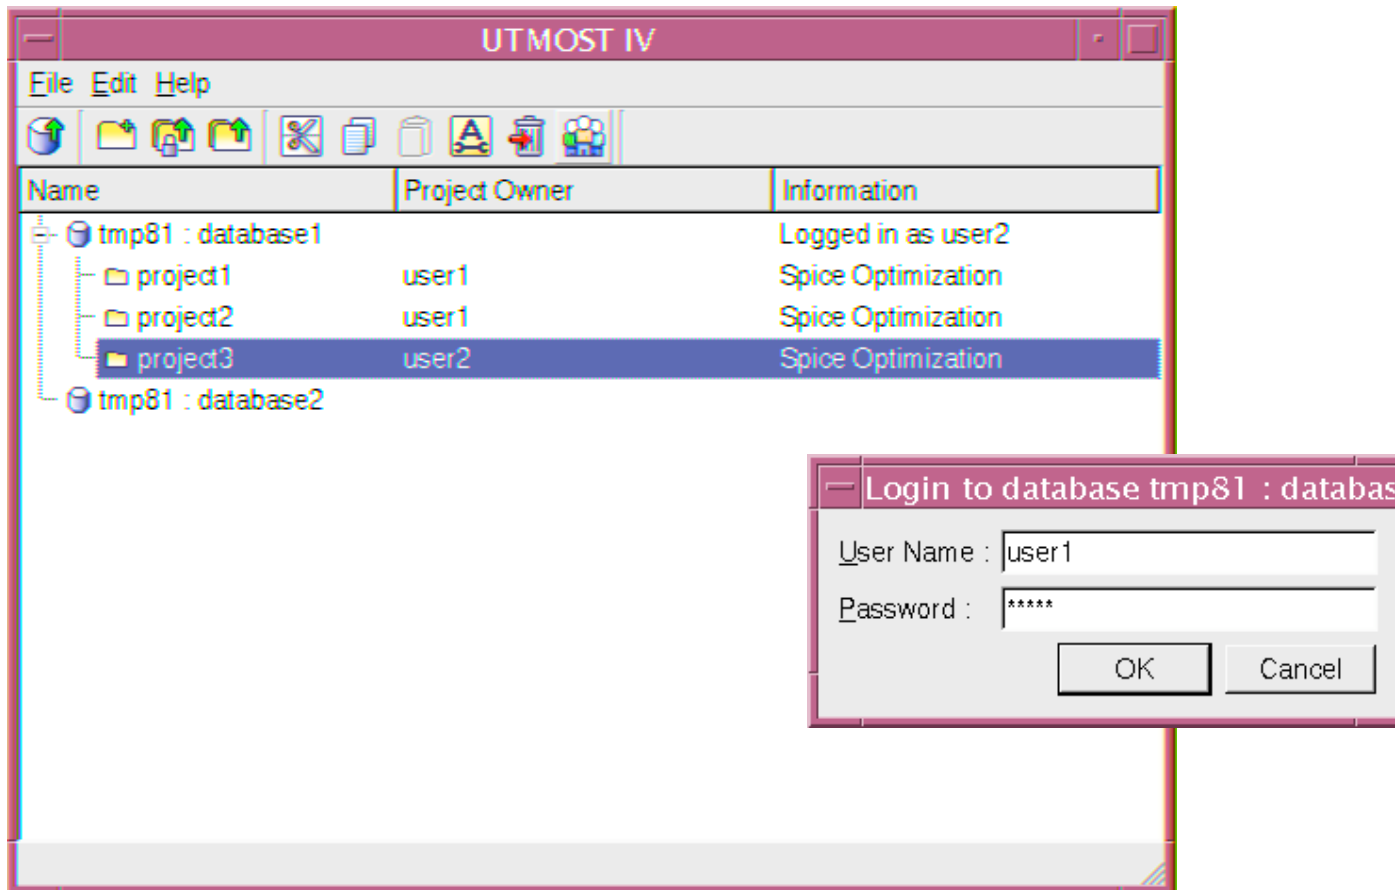 UTMOST IV
File Edit Help
Name Project Owner Information
tmp81 : database1 Logged in as user2
project1 user1 Spice Optimization
project2 user1 Spice Optimization
project3 user2 Spice Optimization
tmp81 : database2
Login to database tmp81 : databas
User Name : user1
Password : *****
OK Cancel